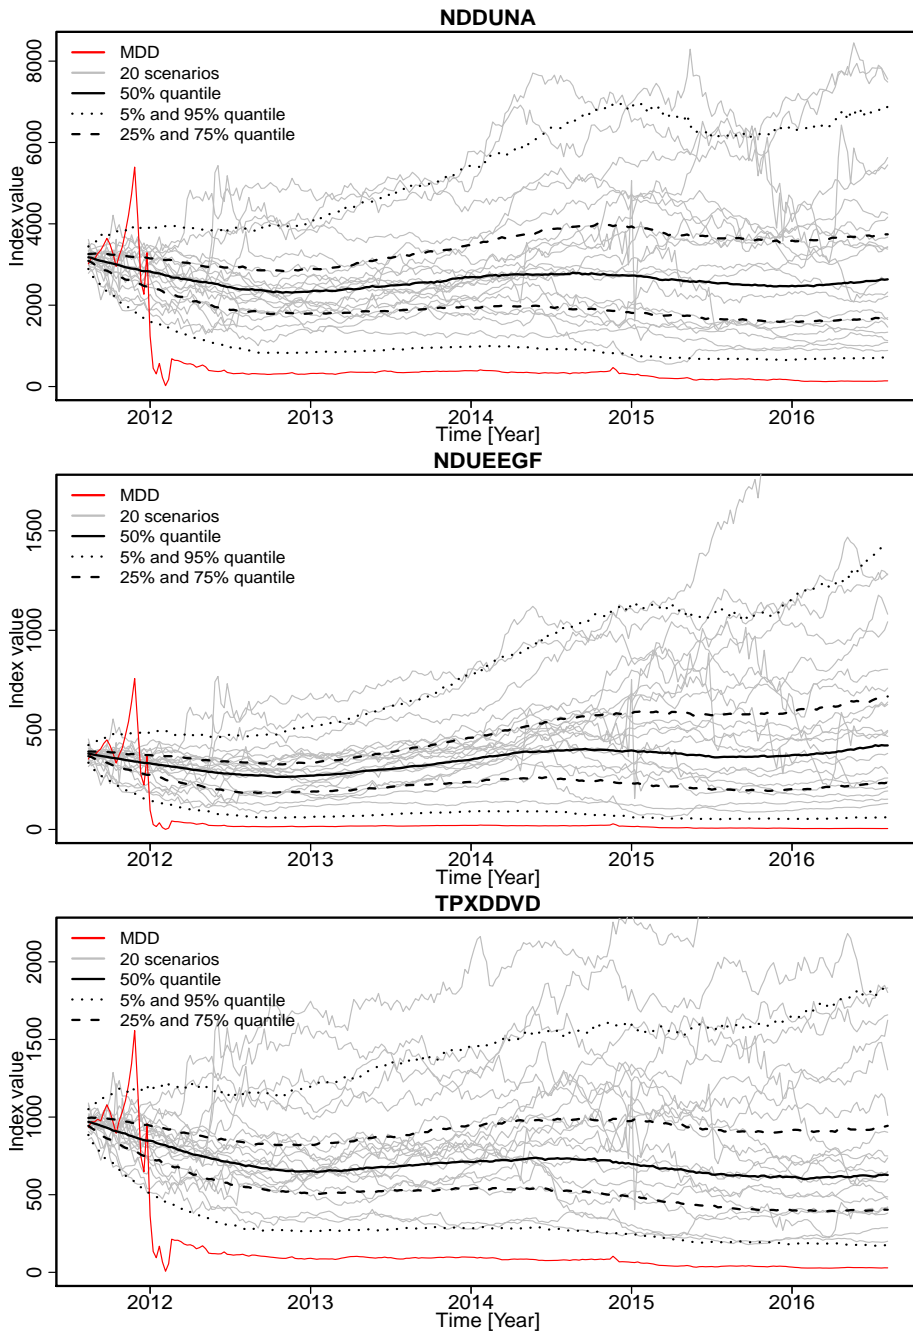 NDDUNA
MDD
20 scenarios
50% quantile
5% and 95% quantile
25% and 75% quantile
Index value
0
2000
4000
6000
8000
2012
2013
2014
2015
2016
Time [Year]
NDUEEGF
MDD
20 scenarios
50% quantile
5% and 95% quantile
25% and 75% quantile
Index value
0
500
1000
1500
2012
2013
2014
2015
2016
Time [Year]
TPXDDVD
MDD
20 scenarios
50% quantile
5% and 95% quantile
25% and 75% quantile
Index value
0
500
1000
1500
2000
2012
2013
2014
2015
2016
Time [Year]